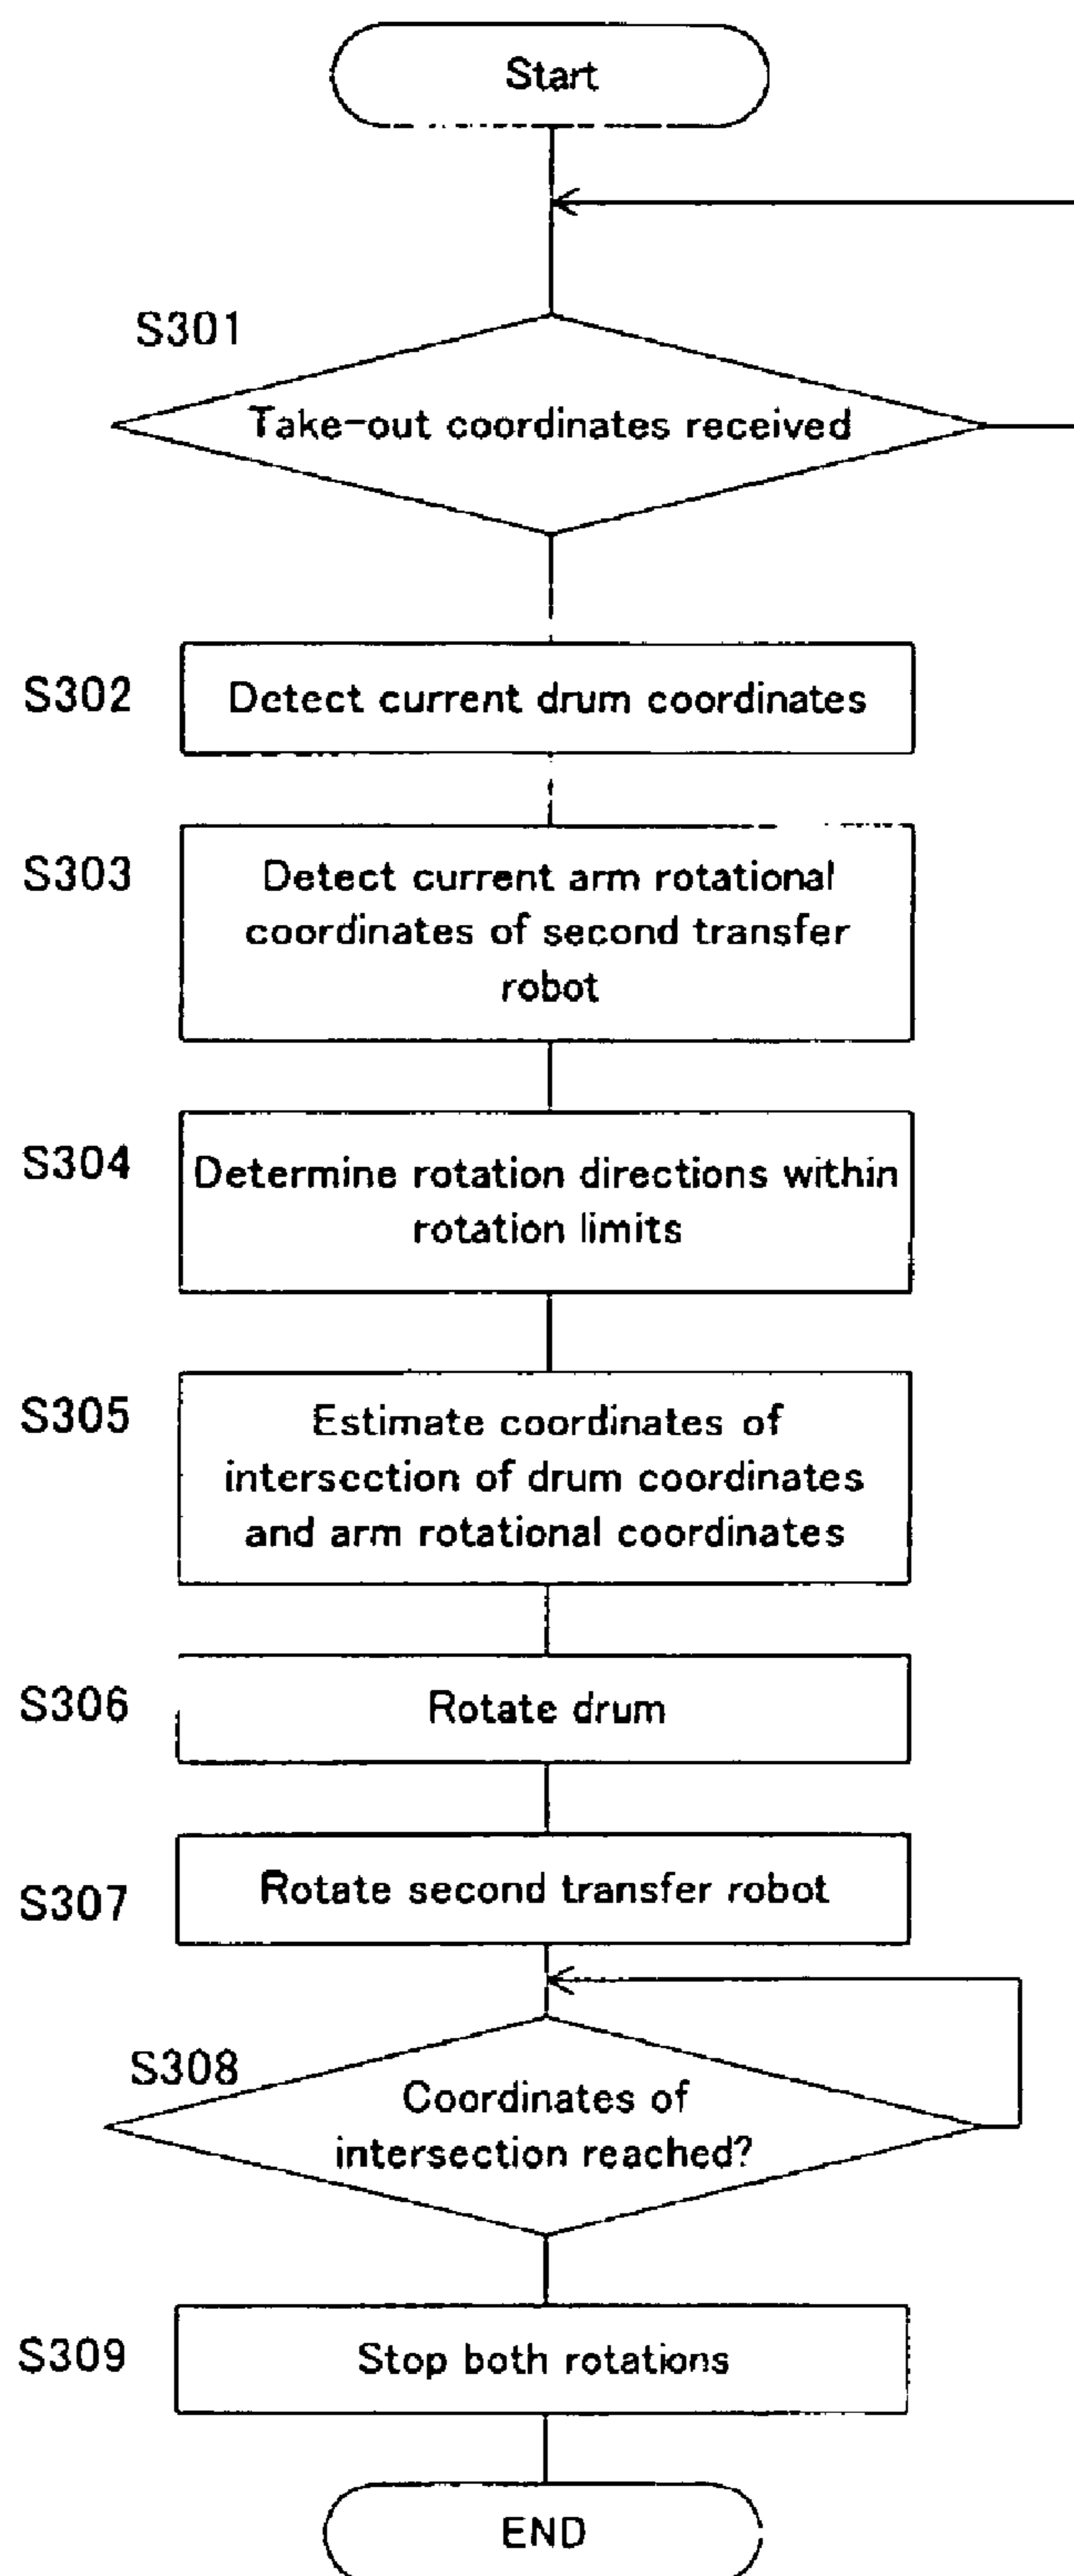 Start
S301
Take-out coordinates received
S302
Detect current drum coordinates
S303
Detect current arm rotational
coordinates of second transfer
robot
S304
Determine rotation directions within
rotation limits
S305
Estimate coordinates of
intersection of drum coordinates
and arm rotational coordinates
S306
Rotate drum
S307
Rotate second transfer robot
S308
Coordinates of
intersection reached?
S309
Stop both rotations
END